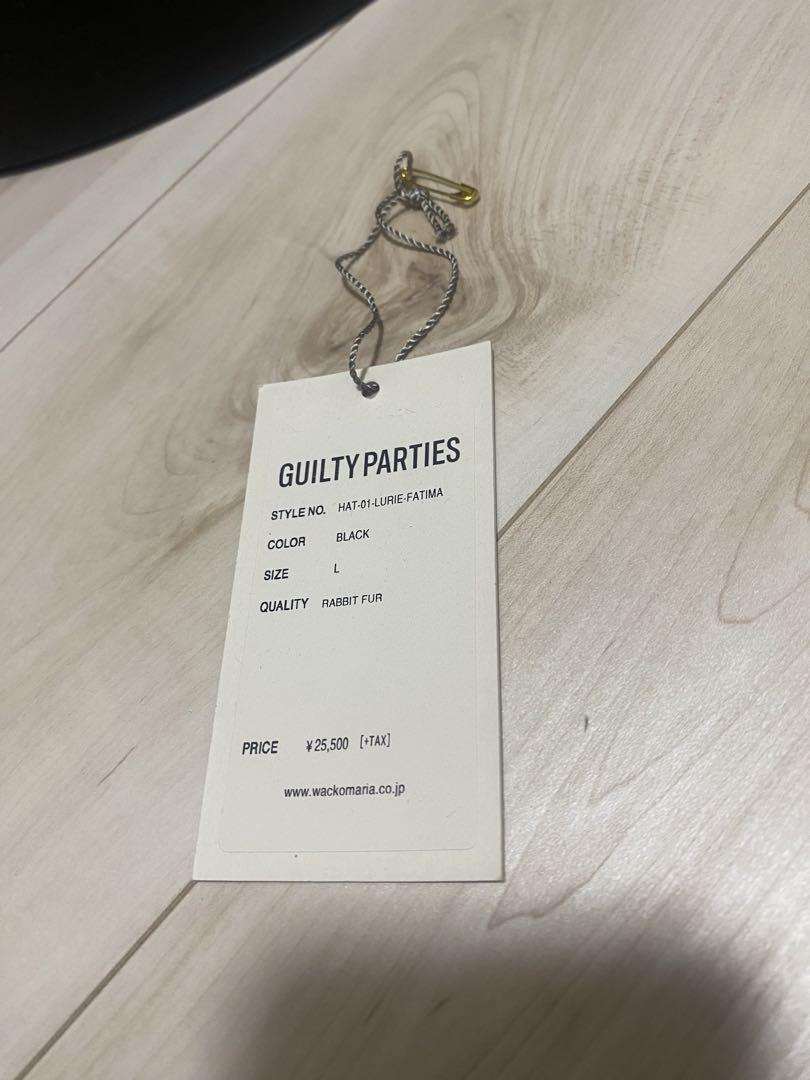 GUILTY PARTIES
STYLE NO. HAT-01-LURIE-FATIMA
COLOR BLACK
SIZE L
QUALITY RABBIT FUR
PRICE ¥25,500 [+TAX]
www.wackomaria.co.jp